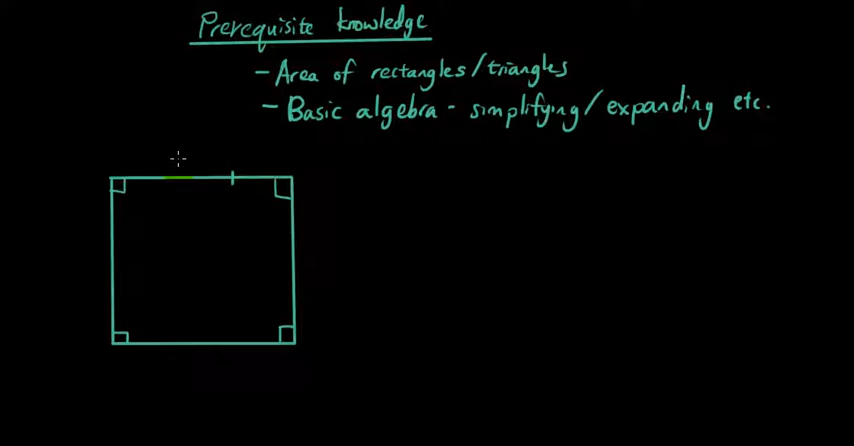 Prerequisite knowledge
- Area of rectangles/triangles
- Basic algebra - simplifying/expanding etc.